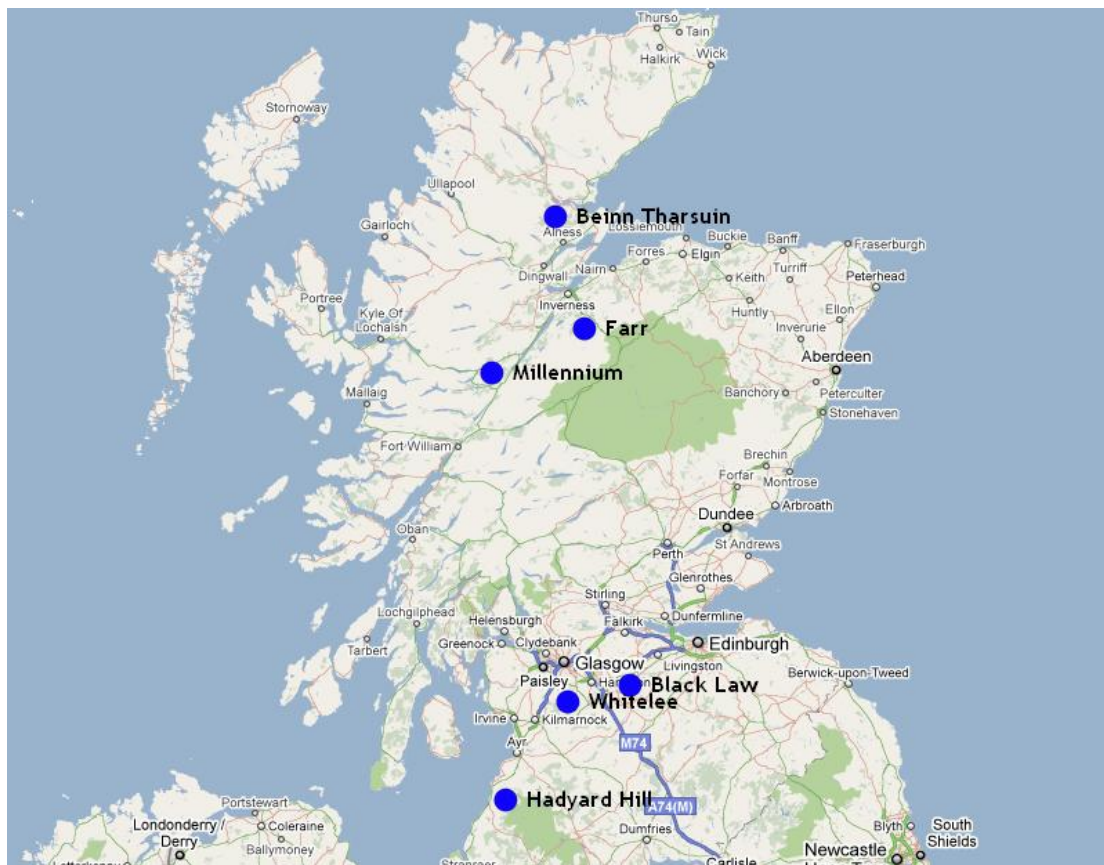 Thurso
Tain
Halkirk
Wick
Stornoway
Ullapool
Beinn Tharsuin
Gairloch
Alness
Lossiemouth
Buckie
Banff
Fraserburgh
Dingwall
Nairn
Forres
Elgin
Keith
Turriff
Peterhead
Portree
Kyle Of
Lochalsh
Inverness
Huntly
Ellon
Farr
Inverurie
Aberdeen
Millennium
Mallaig
Banchory
Peterculter
Stonehaven
Fort William
Brechin
Forfar
Montrose
Arbroath
Dundee
Oban
Perth
St Andrews
Glenrothes
Stirling
Lochgilphead
Helensburgh
Falkirk
Dunfermline
Tarbert
Greenock
Clydebank
Edinburgh
Glasgow
Livingston
Paisley
Black Law
Berwick-upon-Tweed
Whitelee
Irvine
Kilmarnock
Ayr
M74
Hadyard Hill
A74(M)
Portstewart
Londonderry /
Derry
Coleraine
Ballymoney
Dumfries
Blyth
South
Shields
Newcastle